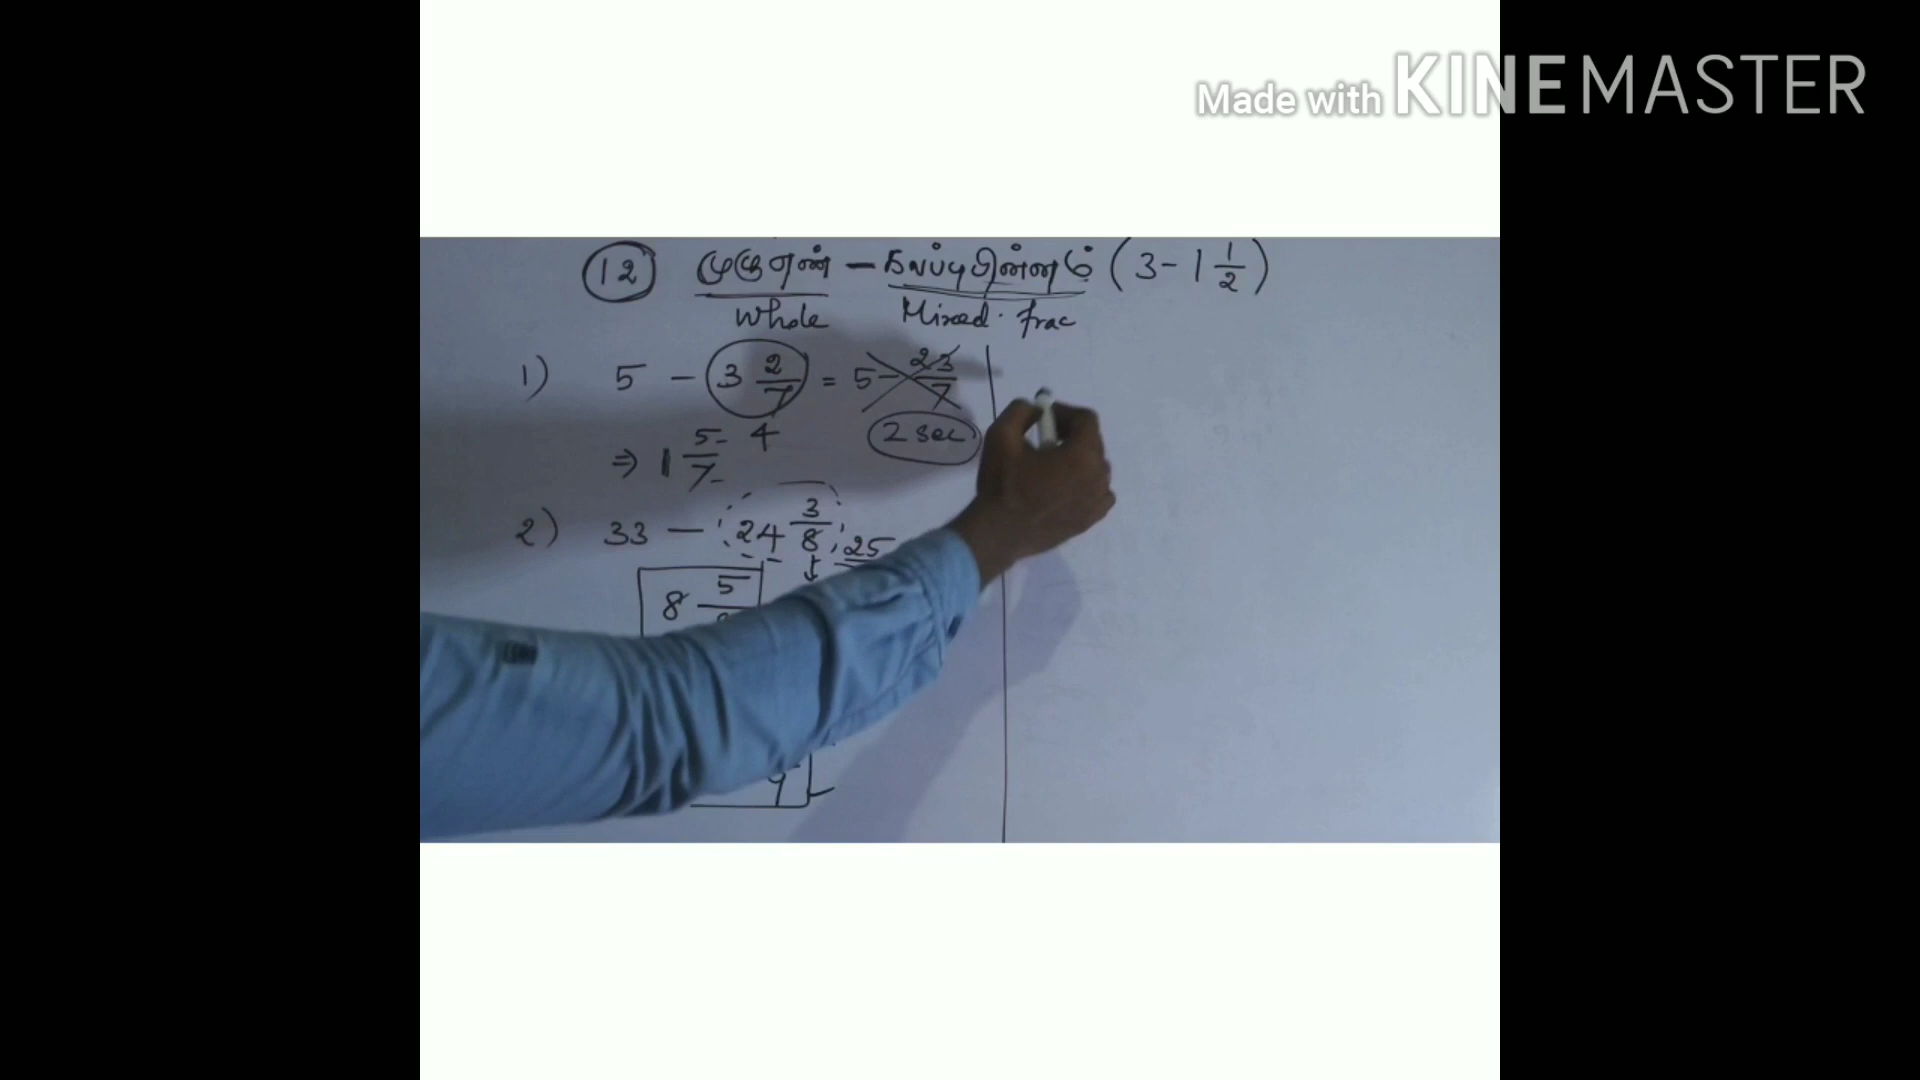 Made with KINEMASTER
12 முழுஎண் – கலப்பு பின்னம் (3 - 1 1/2)
Whole Mixed. frac
1) 5 - 3 2/7 = 5 - 23/7
⇒ 1 5/7 4 2 sec
2) 33 - 24 3/8 25
8 5
9